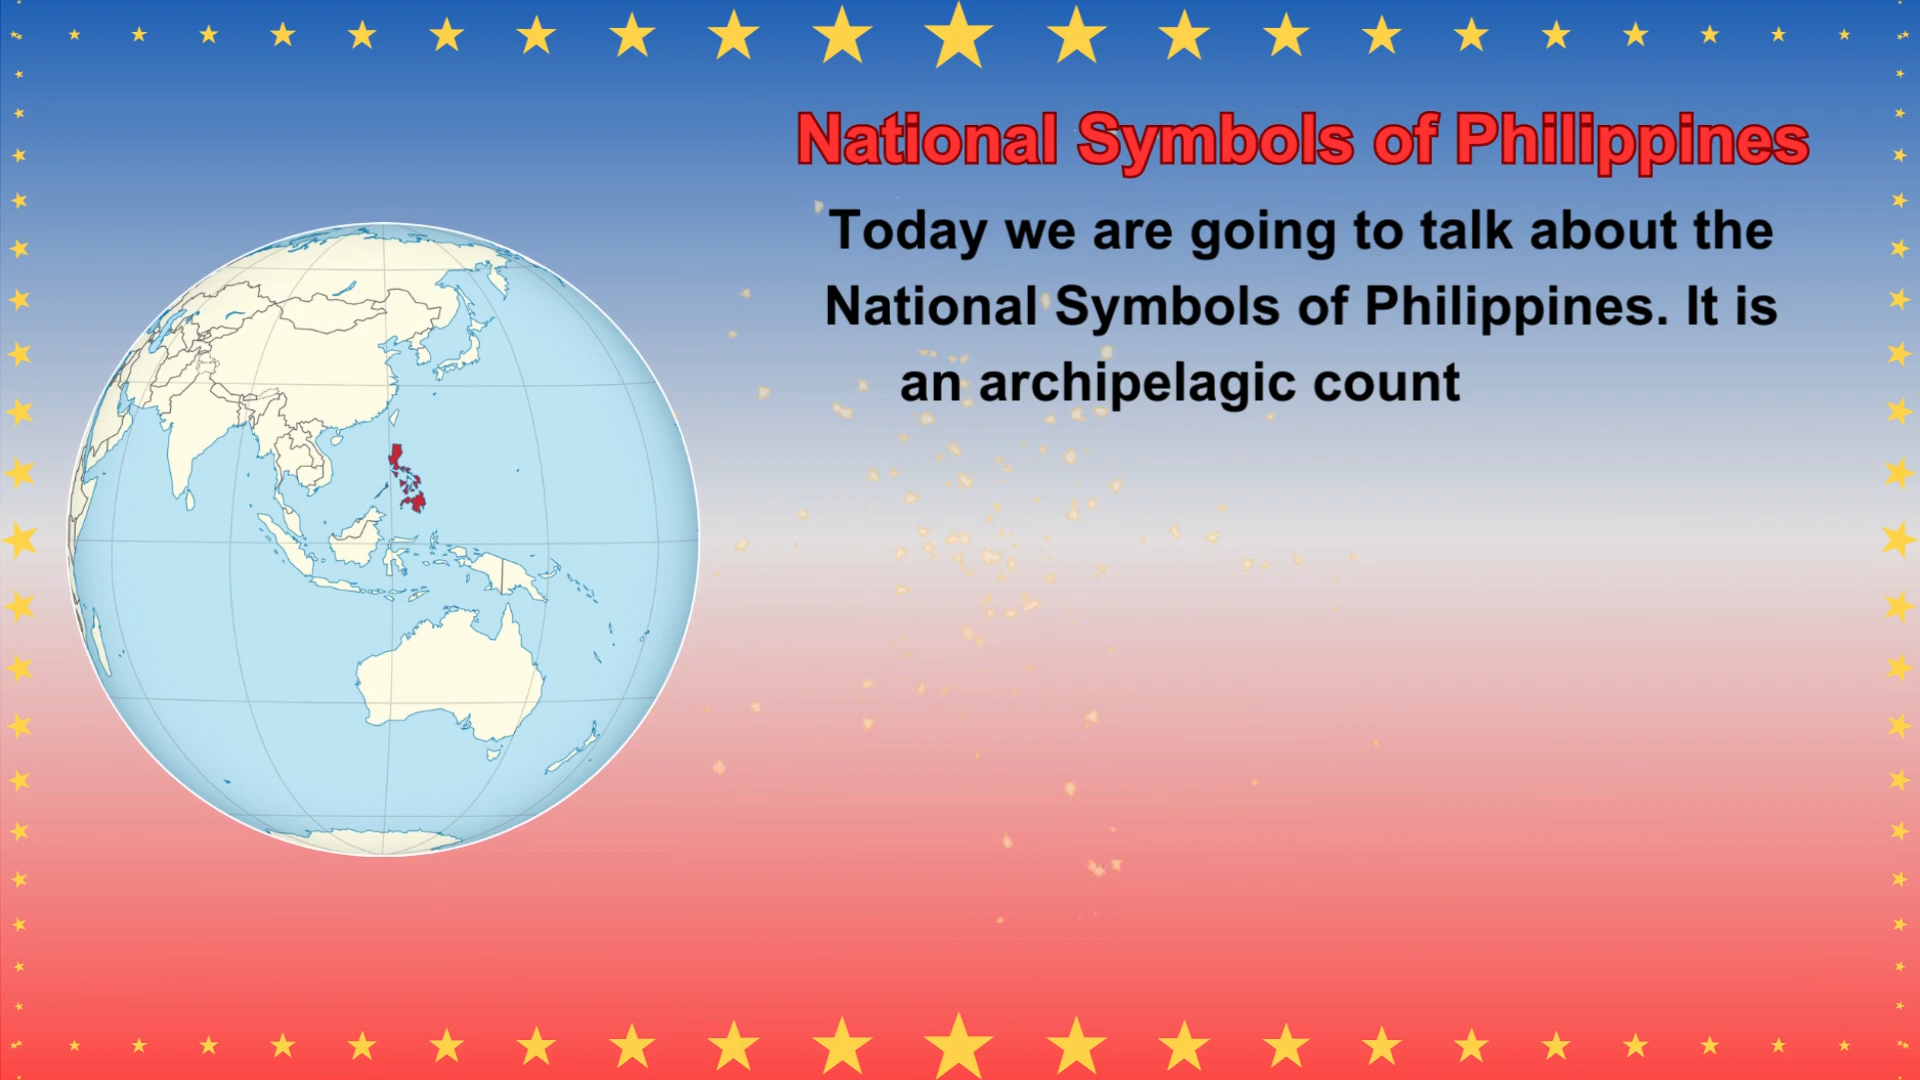 National Symbols of Philippines
Today we are going to talk about the
National Symbols of Philippines. It is
an archipelagic count